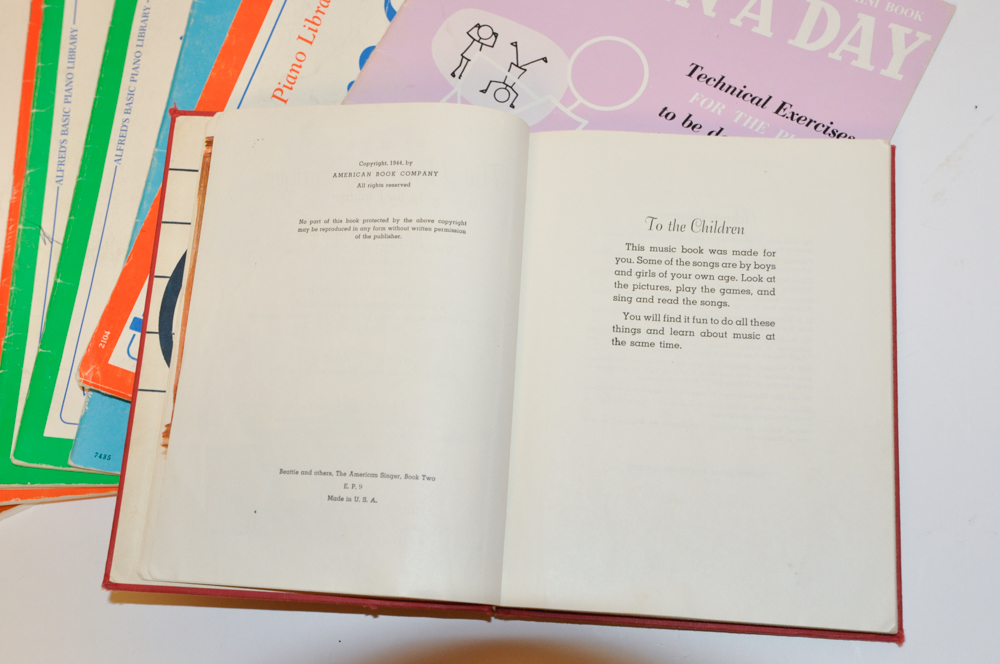 ALFRED'S BASIC PIANO LIBRARY
ALFRED'S BASIC PIANO LIBRARY
Piano
2104
7435
BOOK
IN A DAY
Technical Exercises
FOR THE
to be
Copyright, 1944, by
AMERICAN BOOK COMPANY
All rights reserved
No part of this book protected by the above copyright
may be reproduced in any form without written permission
of the publisher.
Beattie and others, The American Singer, Book Two
E. P. 9
Made in U. S. A.
To the Children
This music book was made for
you. Some of the songs are by boys
and girls of your own age. Look at
the pictures, play the games, and
sing and read the songs.
You will find it fun to do all these
things and learn about music at
the same time.